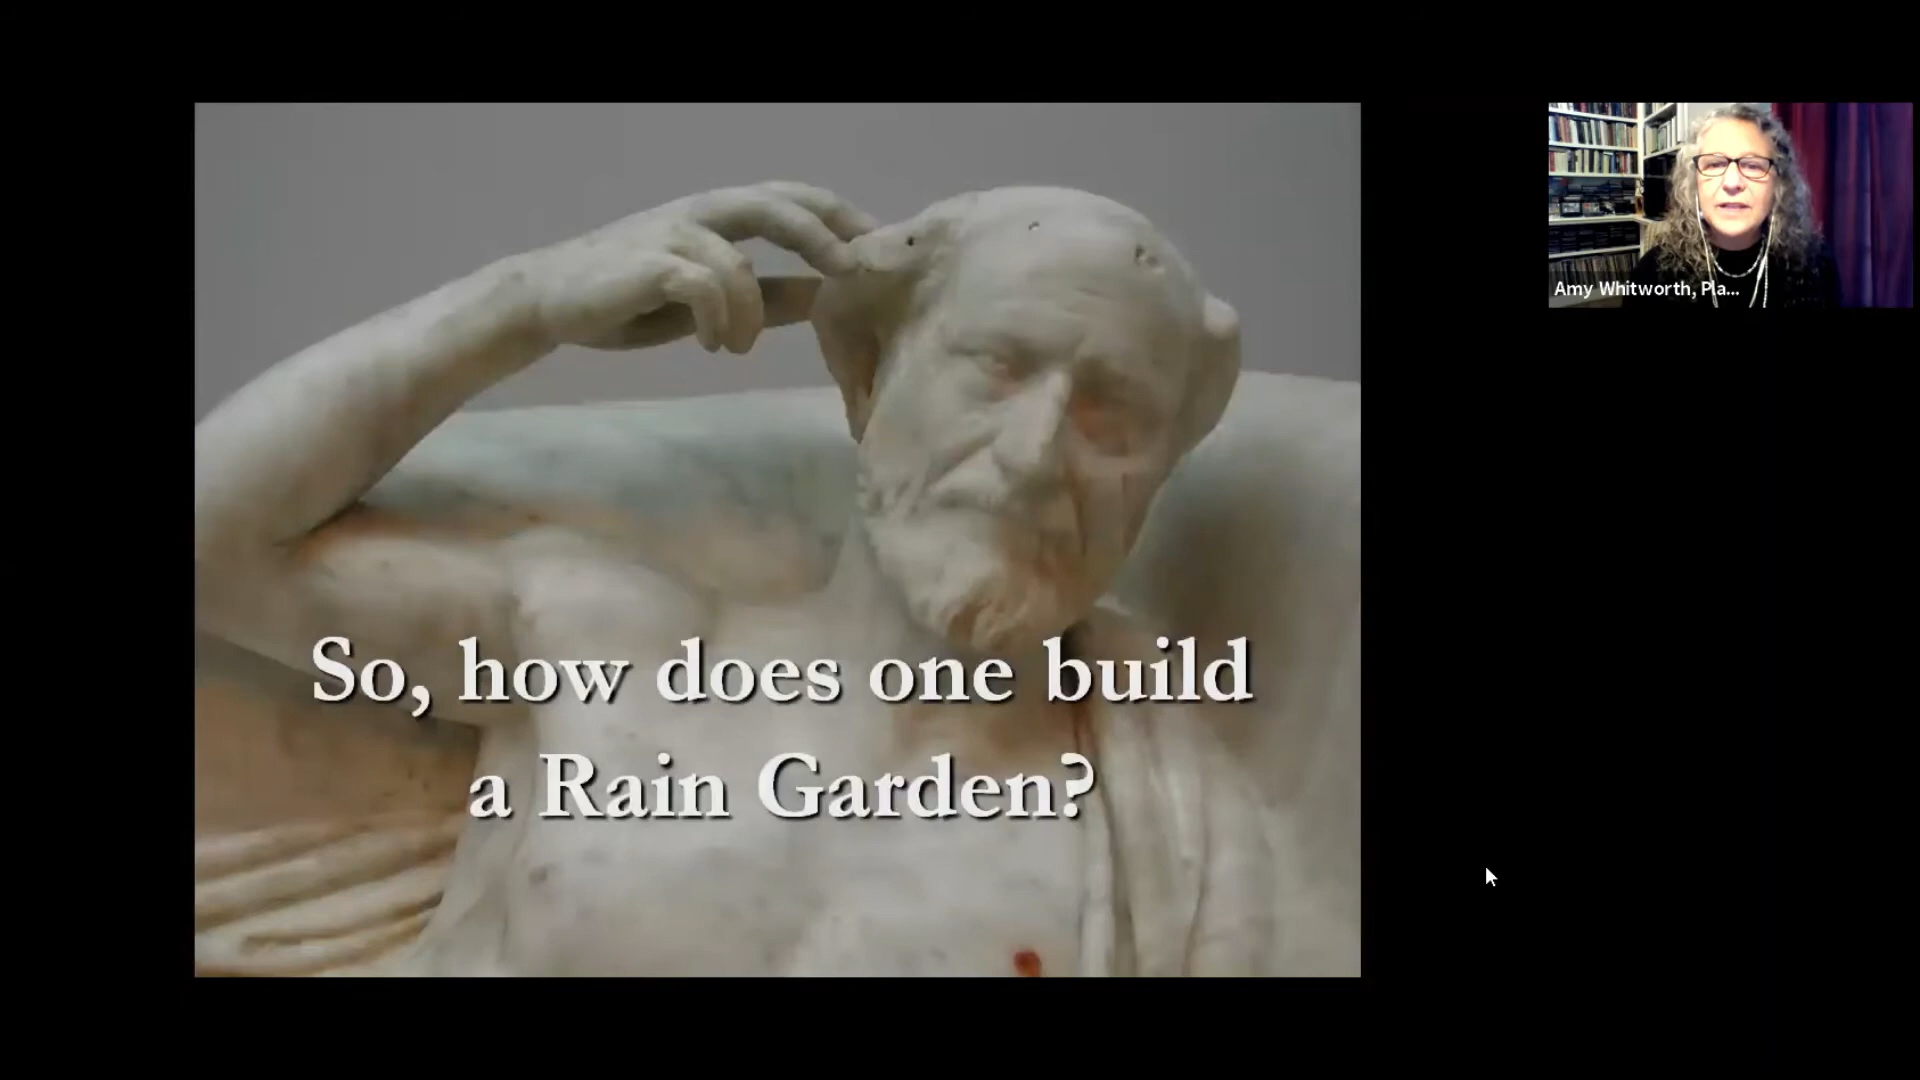 So, how does one build
a Rain Garden?
Amy Whitworth, Pla...